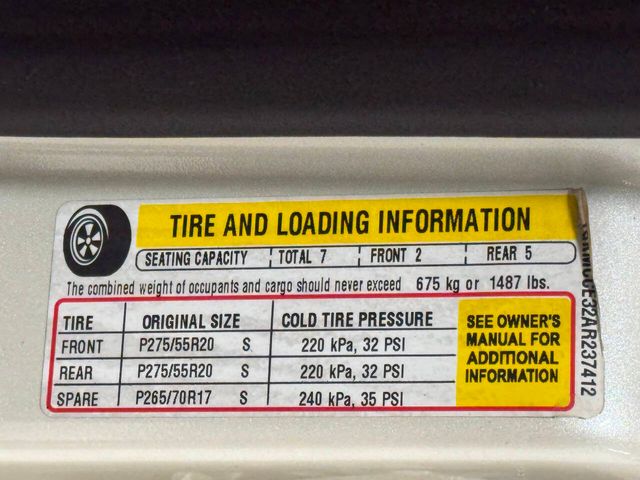 TIRE AND LOADING INFORMATION
SEATING CAPACITY TOTAL 7 FRONT 2 REAR 5
The combined weight of occupants and cargo should never exceed 675 kg or 1487 lbs.
TIRE ORIGINAL SIZE COLD TIRE PRESSURE
FRONT P275/55R20 S 220 kPa, 32 PSI
REAR P275/55R20 S 220 kPa, 32 PSI
SPARE P265/70R17 S 240 kPa, 35 PSI
SEE OWNER'S
MANUAL FOR
ADDITIONAL
INFORMATION